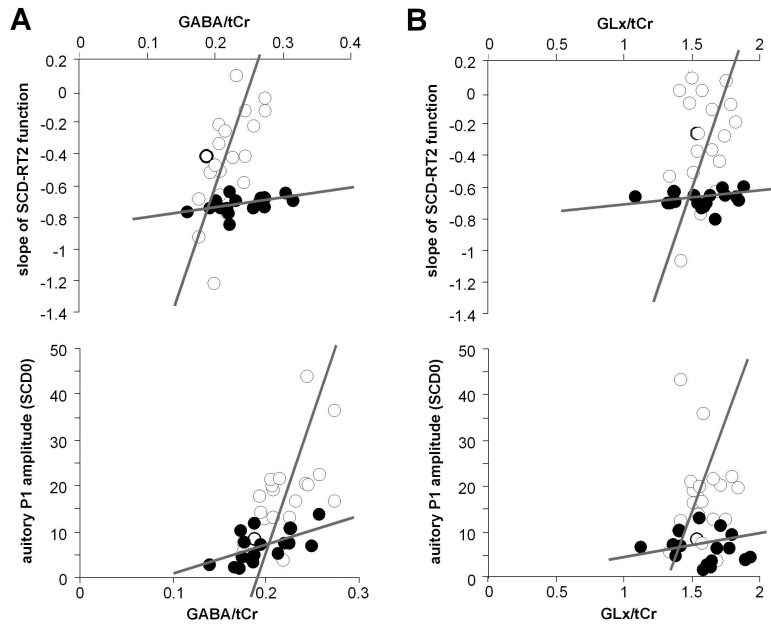 A
GABA/tCr
0 0.1 0.2 0.3 0.4
slope of SCD-RT2 function
0.2
0
-0.2
-0.4
-0.6
-0.8
-1
-1.2
-1.4
B
GLx/tCr
0 0.5 1 1.5 2
slope of SCD-RT2 function
0.2
0
-0.2
-0.4
-0.6
-0.8
-1
-1.2
-1.4
auitory P1 amplitude (SCD0)
50
40
30
20
10
0
0 0.1 0.2 0.3
GABA/tCr
auitory P1 amplitude (SCD0)
50
40
30
20
10
0
0 0.5 1 1.5 2
GLx/tCr